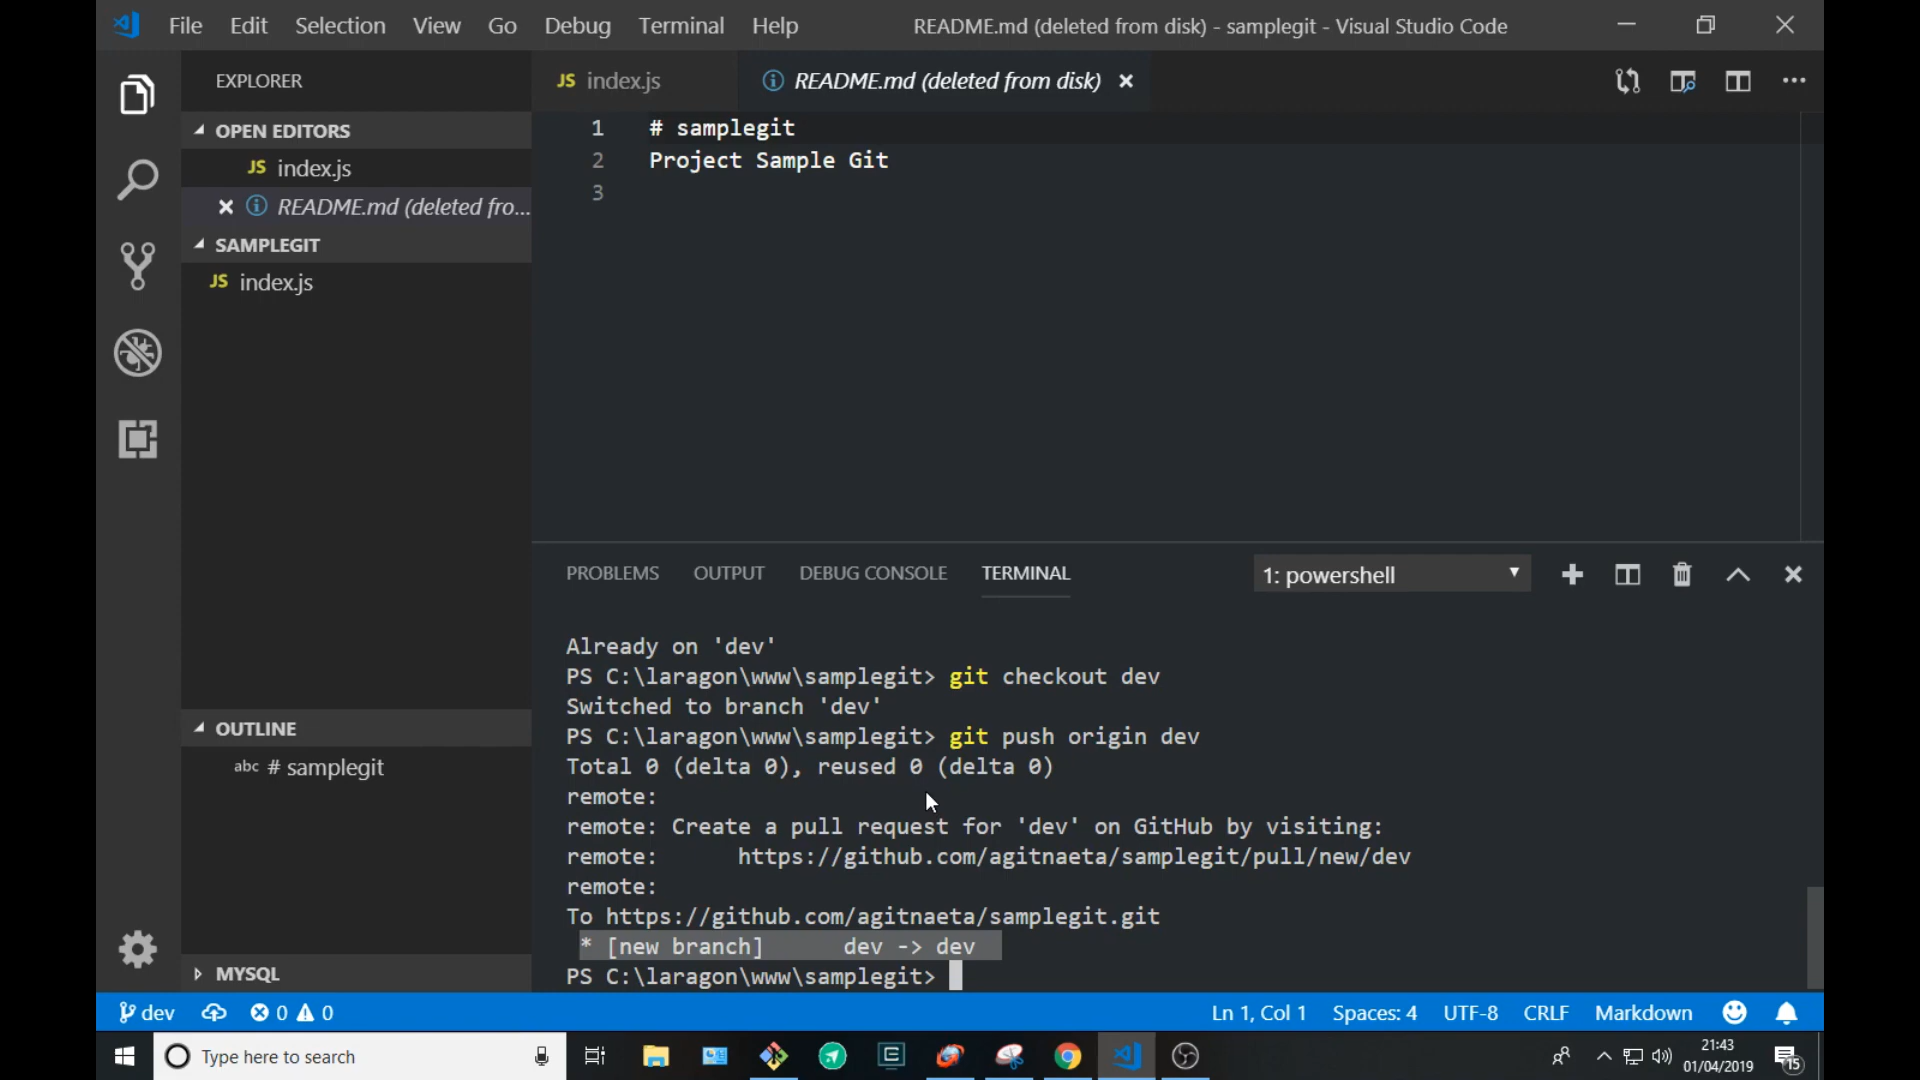 File Edit Selection View Go Debug Terminal Help README.md (deleted from disk) - samplegit - Visual Studio Code
EXPLORER
OPEN EDITORS
JS index.js
README.md (deleted fro...
SAMPLEGIT
JS index.js
OUTLINE
abc # samplegit
MYSQL
JS index.js README.md (deleted from disk)
1 # samplegit
2 Project Sample Git
3
PROBLEMS OUTPUT DEBUG CONSOLE TERMINAL 1: powershell
Already on 'dev'
PS C:\laragon\www\samplegit> git checkout dev
Switched to branch 'dev'
PS C:\laragon\www\samplegit> git push origin dev
Total 0 (delta 0), reused 0 (delta 0)
remote:
remote: Create a pull request for 'dev' on GitHub by visiting:
remote:      https://github.com/agitnaeta/samplegit/pull/new/dev
remote:
To https://github.com/agitnaeta/samplegit.git
 * [new branch]      dev -> dev
PS C:\laragon\www\samplegit>
dev 0 0 Ln 1, Col 1 Spaces: 4 UTF-8 CRLF Markdown
Type here to search
21:43
01/04/2019
15